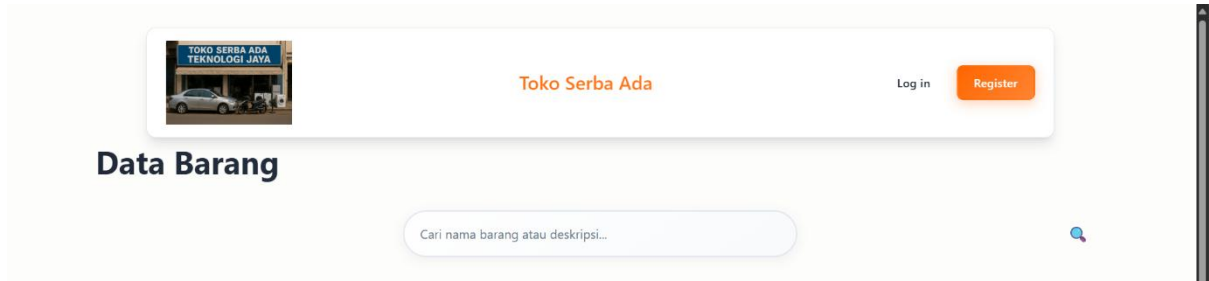 TOKO SERBA ADA
TEKNOLOGI JAYA
Toko Serba Ada
Log in
Register
Data Barang
Cari nama barang atau deskripsi...